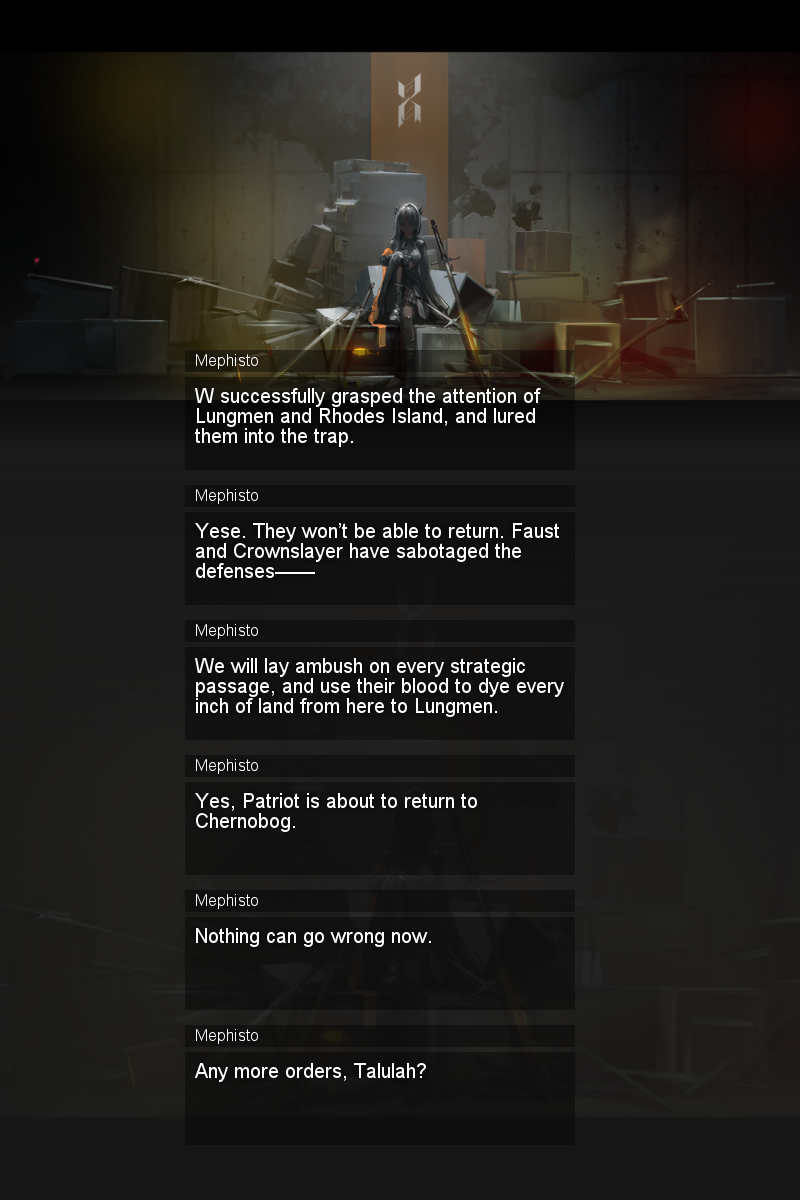 Mephisto
W successfully grasped the attention of
Lungmen and Rhodes Island, and lured
them into the trap.
Mephisto
Yese. They won't be able to return. Faust
and Crownslayer have sabotaged the
defenses——
Mephisto
We will lay ambush on every strategic
passage, and use their blood to dye every
inch of land from here to Lungmen.
Mephisto
Yes, Patriot is about to return to
Chernobog.
Mephisto
Nothing can go wrong now.
Mephisto
Any more orders, Talulah?